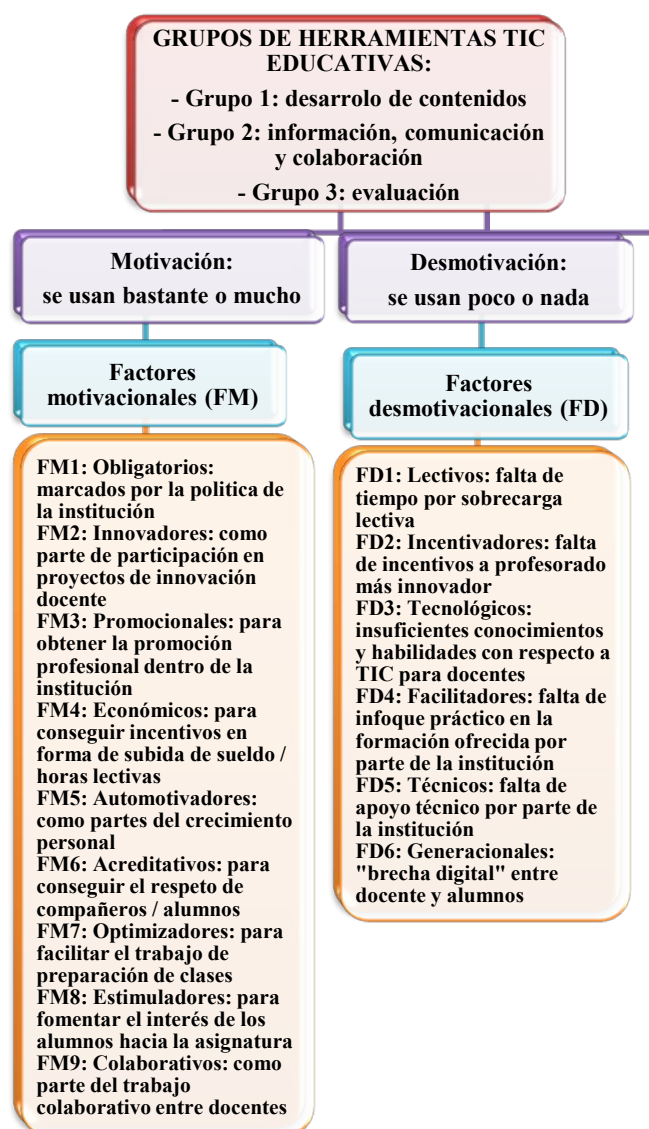 GRUPOS DE HERRAMIENTAS TIC
EDUCATIVAS:
- Grupo 1: desarrolo de contenidos
- Grupo 2: información, comunicación
y colaboración
- Grupo 3: evaluación
Motivación:
se usan bastante o mucho
Desmotivación:
se usan poco o nada
Factores
motivacionales (FM)
Factores
desmotivacionales (FD)
FM1: Obligatorios:
marcados por la politica de
la institución
FM2: Innovadores: como
parte de participación en
proyectos de innovación
docente
FM3: Promocionales: para
obtener la promoción
profesional dentro de la
institución
FM4: Económicos: para
conseguir incentivos en
forma de subida de sueldo /
horas lectivas
FM5: Automotivadores:
como partes del crecimiento
personal
FM6: Acreditativos: para
conseguir el respeto de
compañeros / alumnos
FM7: Optimizadores: para
facilitar el trabajo de
preparación de clases
FM8: Estimuladores: para
fomentar el interés de los
alumnos hacia la asignatura
FM9: Colaborativos: como
parte del trabajo
colaborativo entre docentes
FD1: Lectivos: falta de
tiempo por sobrecarga
lectiva
FD2: Incentivadores: falta
de incentivos a profesorado
más innovador
FD3: Tecnológicos:
insuficientes conocimientos
y habilidades con respecto a
TIC para docentes
FD4: Facilitadores: falta de
infoque práctico en la
formación ofrecida por
parte de la institución
FD5: Técnicos: falta de
apoyo técnico por parte de
la institución
FD6: Generacionales:
"brecha digital" entre
docente y alumnos